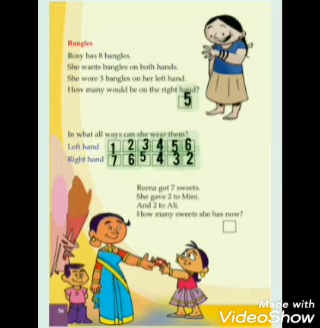 Bangles
Rosy has 8 bangles.
She wants bangles on both hands.
She wore 3 bangles on her left hand.
How many would be on the right hand?
5
In what all ways can she wear them?
Left hand 1 2 3 4 5 6
Right hand 7 6 5 4 3 2
Reena got 7 sweets.
She gave 2 to Mini.
And 2 to Ali.
How many sweets she has now?
56
Made with
VideoShow